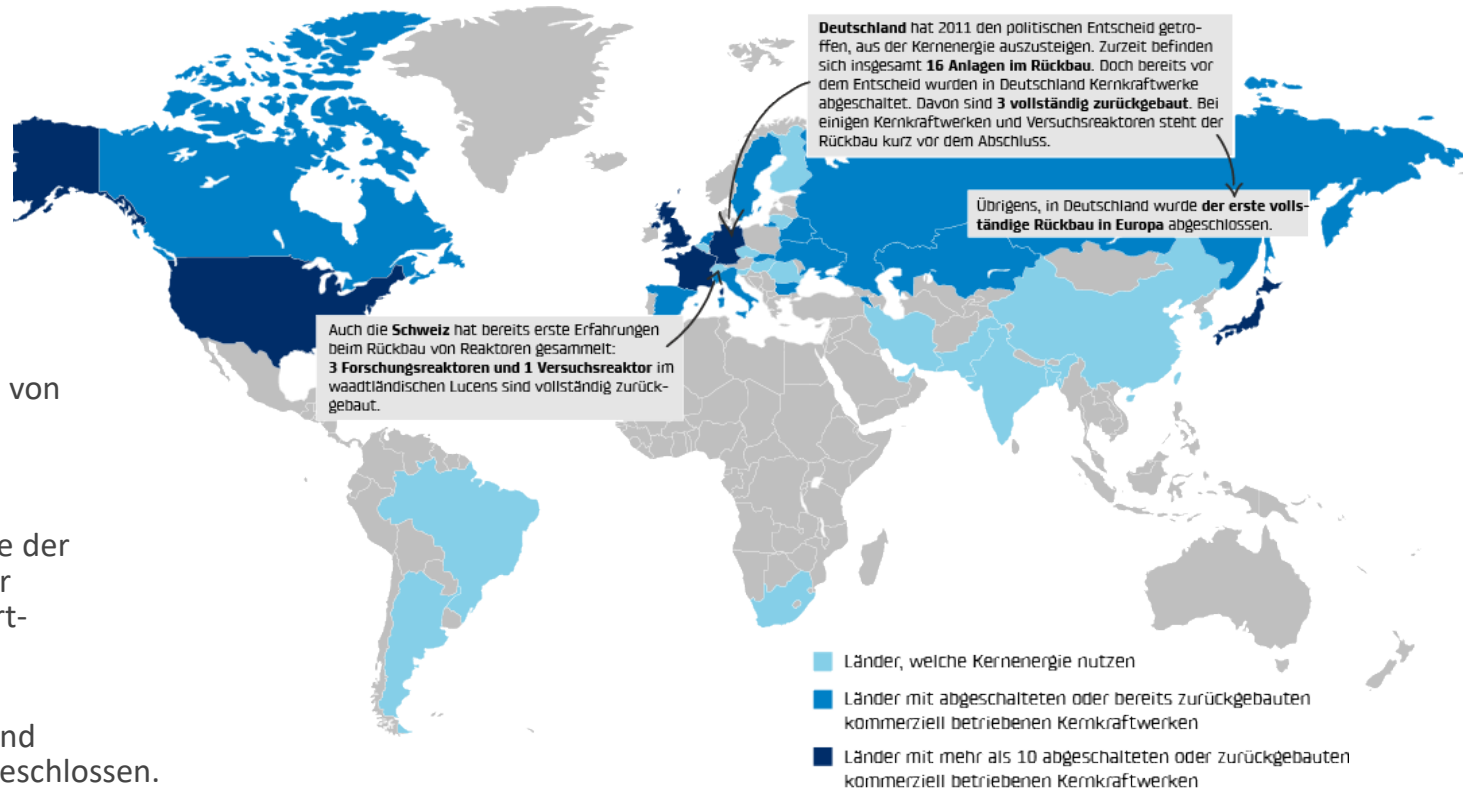 Deutschland hat 2011 den politischen Entscheid getro-
ffen, aus der Kernenergie auszusteigen. Zurzeit befinden
sich insgesamt 16 Anlagen im Rückbau. Doch bereits vor
dem Entscheid wurden in Deutschland Kernkraftwerke
abgeschaltet. Davon sind 3 vollständig zurückgebaut. Bei
einigen Kernkraftwerken und Versuchsreaktoren steht der
Rückbau kurz vor dem Abschluss.
Übrigens, in Deutschland wurde der erste volls-
tändige Rückbau in Europa abgeschlossen.
Auch die Schweiz hat bereits erste Erfahrungen
beim Rückbau von Reaktoren gesammelt:
3 Forschungsreaktoren und 1 Versuchsreaktor im
waadtländischen Lucens sind vollständig zurück-
gebaut.
von
e der
r
rt-
nd
eschlossen.
Länder, welche Kernenergie nutzen
Länder mit abgeschalteten oder bereits zurückgebauten
kommerziell betriebenen Kernkraftwerken
Länder mit mehr als 10 abgeschalteten oder zurückgebauten
kommerziell betriebenen Kernkraftwerken